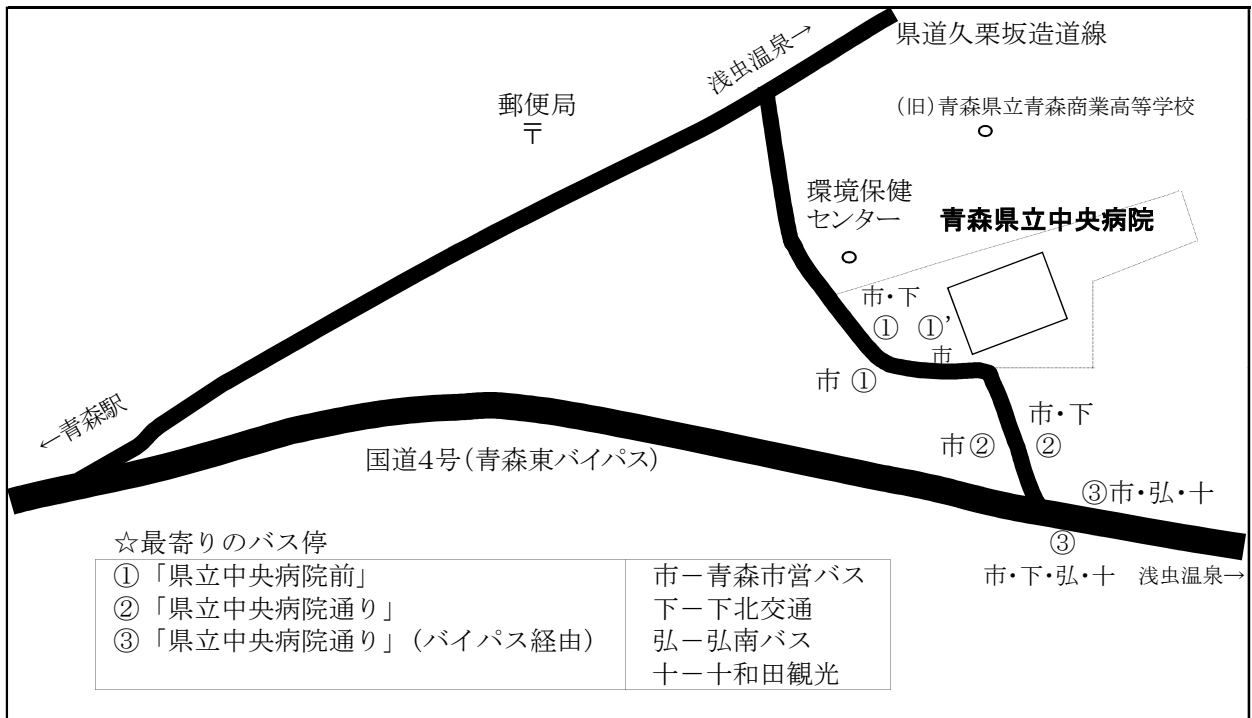 県道久栗坂造道線
浅虫温泉→
郵便局
〒
(旧)青森県立青森商業高等学校
環境保健
センター
青森県立中央病院
市・下
① ①’
市
市 ①
←青森駅
市・下
市② ②
国道4号(青森東バイパス)
③市・弘・十
③
市・下・弘・十 浅虫温泉→
☆最寄りのバス停
①「県立中央病院前」 市－青森市営バス
②「県立中央病院通り」 下－下北交通
③「県立中央病院通り」(バイパス経由) 弘－弘南バス
十－十和田観光